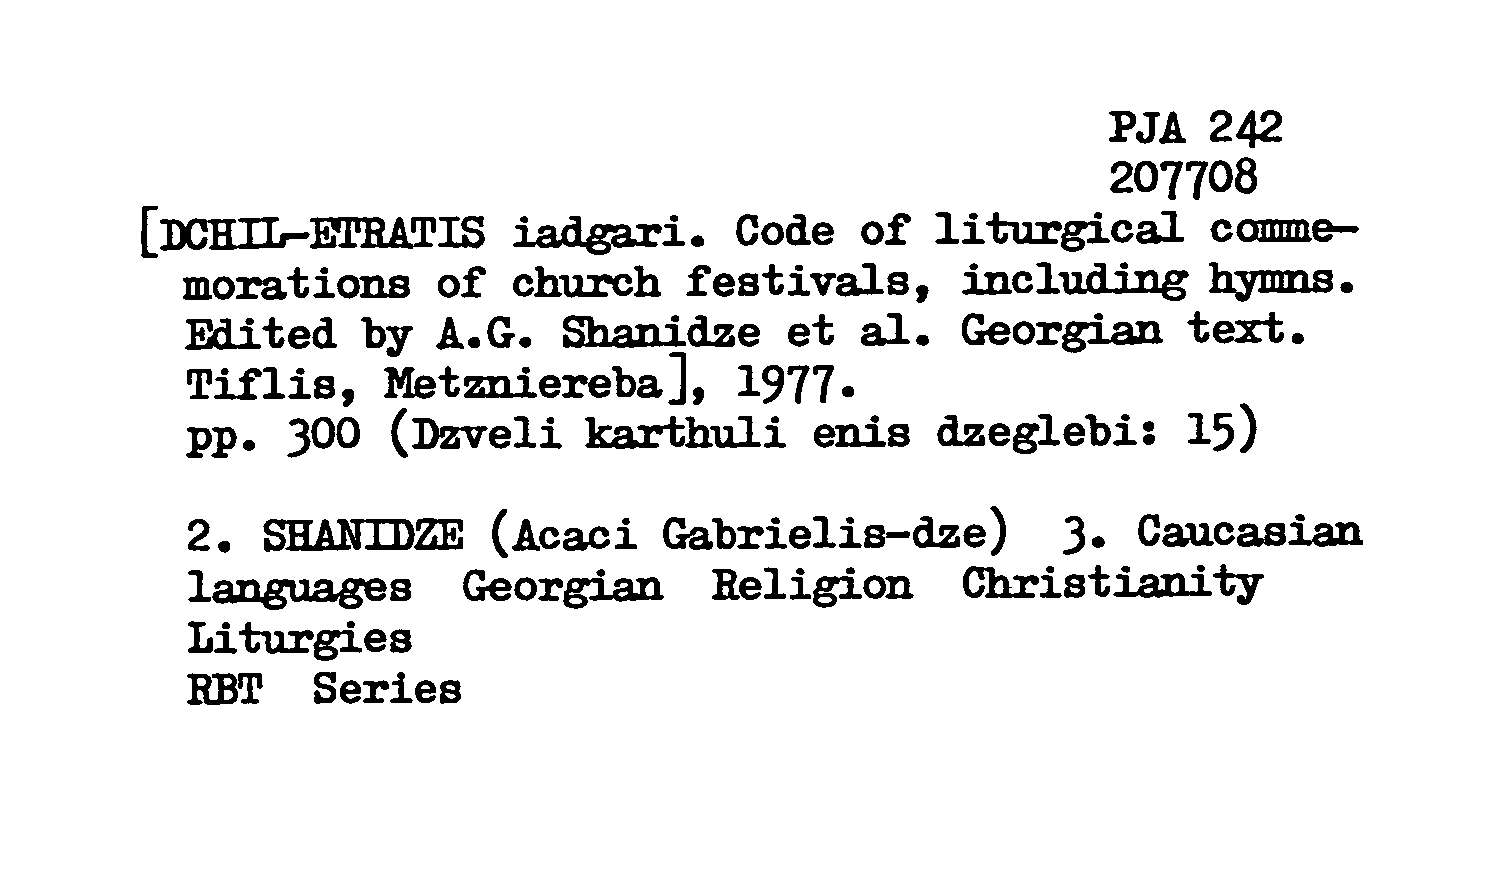 PJA 242
207708
[DCHIL-ETRATIS iadgari. Code of liturgical comme-
morations of church festivals, including hymns.
Edited by A.G. Shanidze et al. Georgian text.
Tiflis, Metzniereba], 1977.
pp. 300 (Dzveli karthuli enis dzeglebi: 15)
2. SHANIDZE (Acaci Gabrielis-dze) 3. Caucasian
languages Georgian Religion Christianity
Liturgies
RBT Series